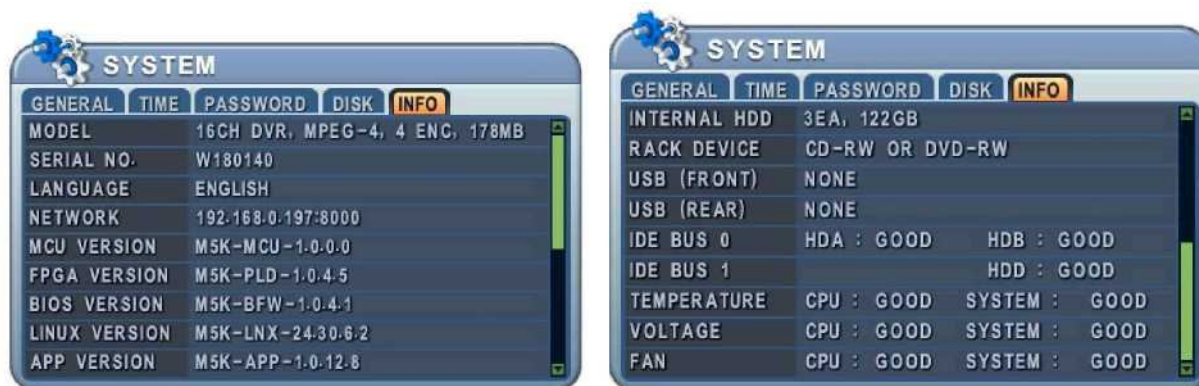 SYSTEM
GENERAL TIME PASSWORD DISK INFO
MODEL 16CH DVR, MPEG-4, 4 ENC, 178MB
SERIAL NO. W180140
LANGUAGE ENGLISH
NETWORK 192.168.0.197:8000
MCU VERSION M5K-MCU-1.0.0.0
FPGA VERSION M5K-PLD-1.0.4.5
BIOS VERSION M5K-BFW-1.0.4.1
LINUX VERSION M5K-LNX-24.30.6.2
APP VERSION M5K-APP-1.0.12.8
SYSTEM
GENERAL TIME PASSWORD DISK INFO
INTERNAL HDD 3EA, 122GB
RACK DEVICE CD-RW OR DVD-RW
USB (FRONT) NONE
USB (REAR) NONE
IDE BUS 0 HDA : GOOD HDB : GOOD
IDE BUS 1 HDD : GOOD
TEMPERATURE CPU : GOOD SYSTEM : GOOD
VOLTAGE CPU : GOOD SYSTEM : GOOD
FAN CPU : GOOD SYSTEM : GOOD